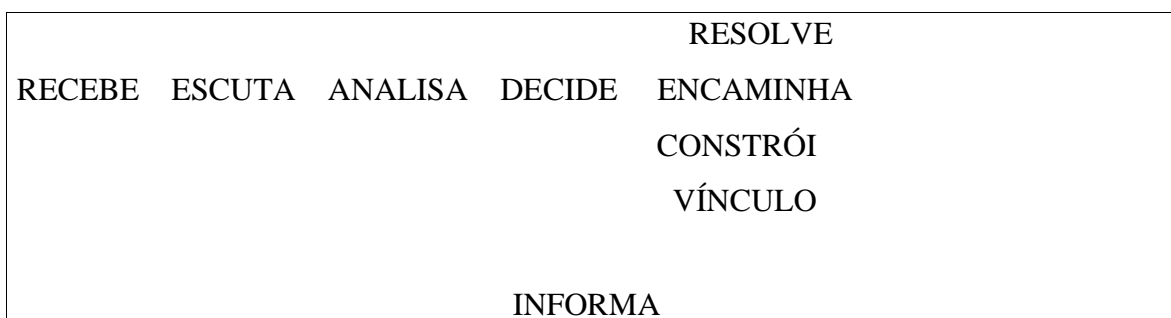 RESOLVE
RECEBE ESCUTA ANALISA DECIDE ENCAMINHA
CONSTRÓI
VÍNCULO
INFORMA